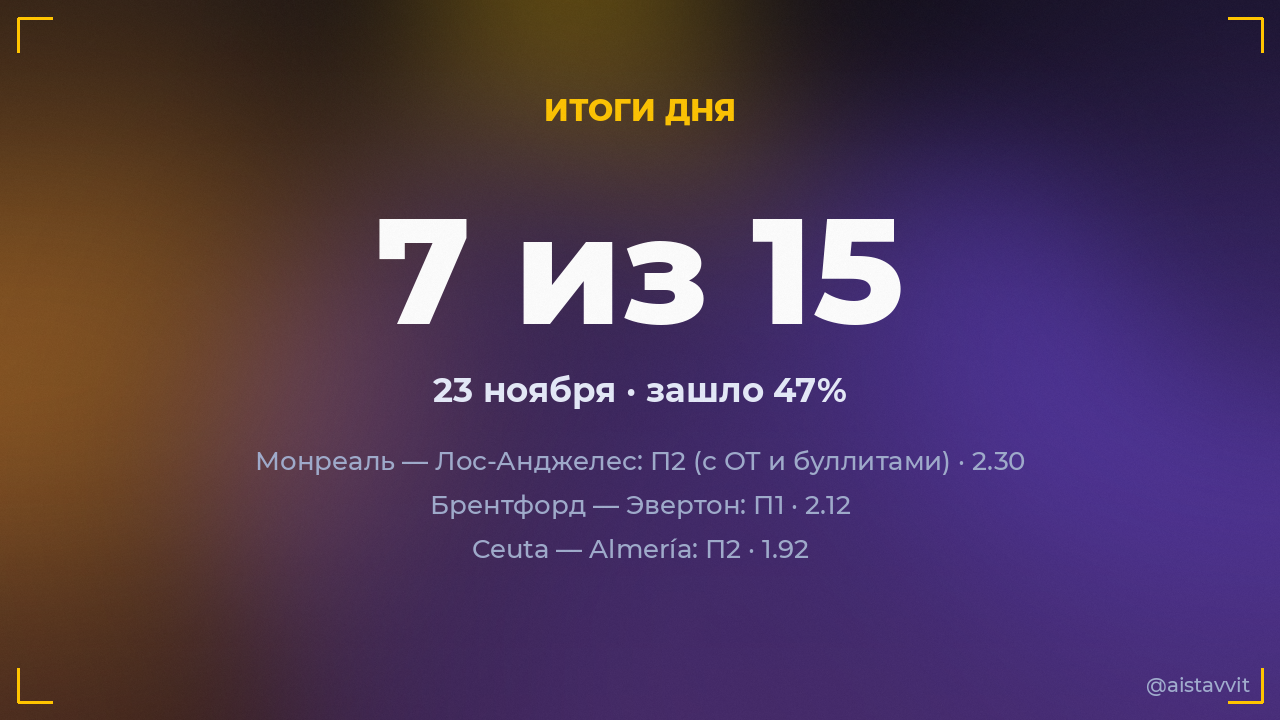 ИТОГИ ДНЯ
7 из 15
23 ноября · зашло 47%
Монреаль — Лос-Анджелес: П2 (с ОТ и буллитами) · 2.30
Брентфорд — Эвертон: П1 · 2.12
Ceuta — Almería: П2 · 1.92
@aistavvit